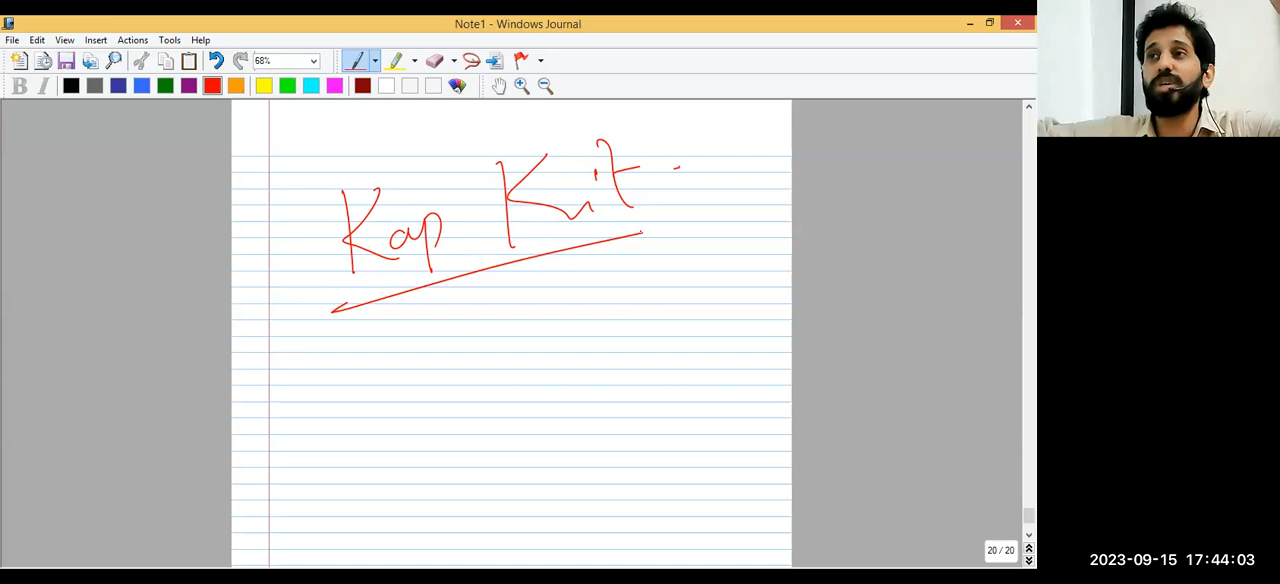 Note1 - Windows Journal
File Edit View Insert Actions Tools Help
68%
B I
Kap Kit
20 / 20
2023-09-15 17:44:03